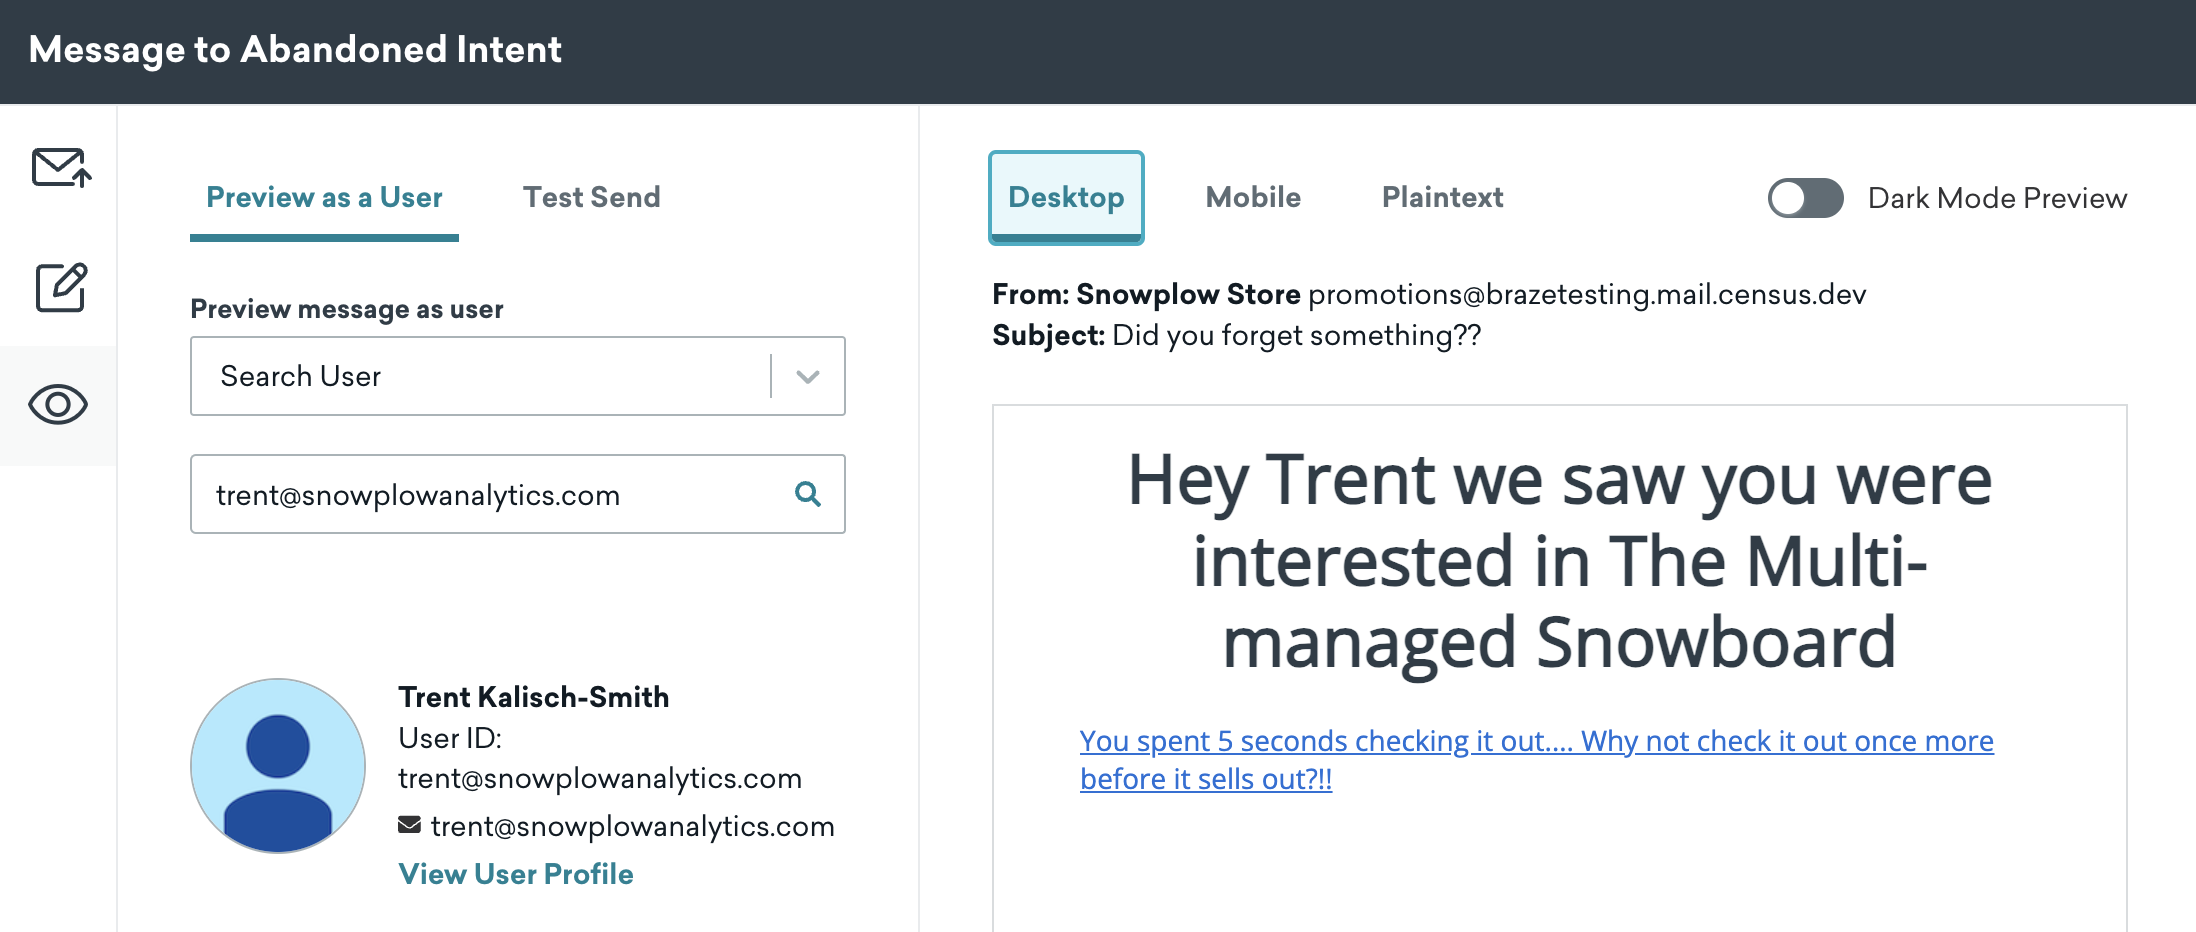 Message to Abandoned Intent
Preview as a User
Test Send
Preview message as user
Search User
trent@snowplowanalytics.com
Trent Kalisch-Smith
User ID:
trent@snowplowanalytics.com
trent@snowplowanalytics.com
View User Profile
Desktop
Mobile
Plaintext
Dark Mode Preview
From: Snowplow Store promotions@brazetesting.mail.census.dev
Subject: Did you forget something??
Hey Trent we saw you were
interested in The Multi-
managed Snowboard
You spent 5 seconds checking it out.... Why not check it out once more
before it sells out?!!